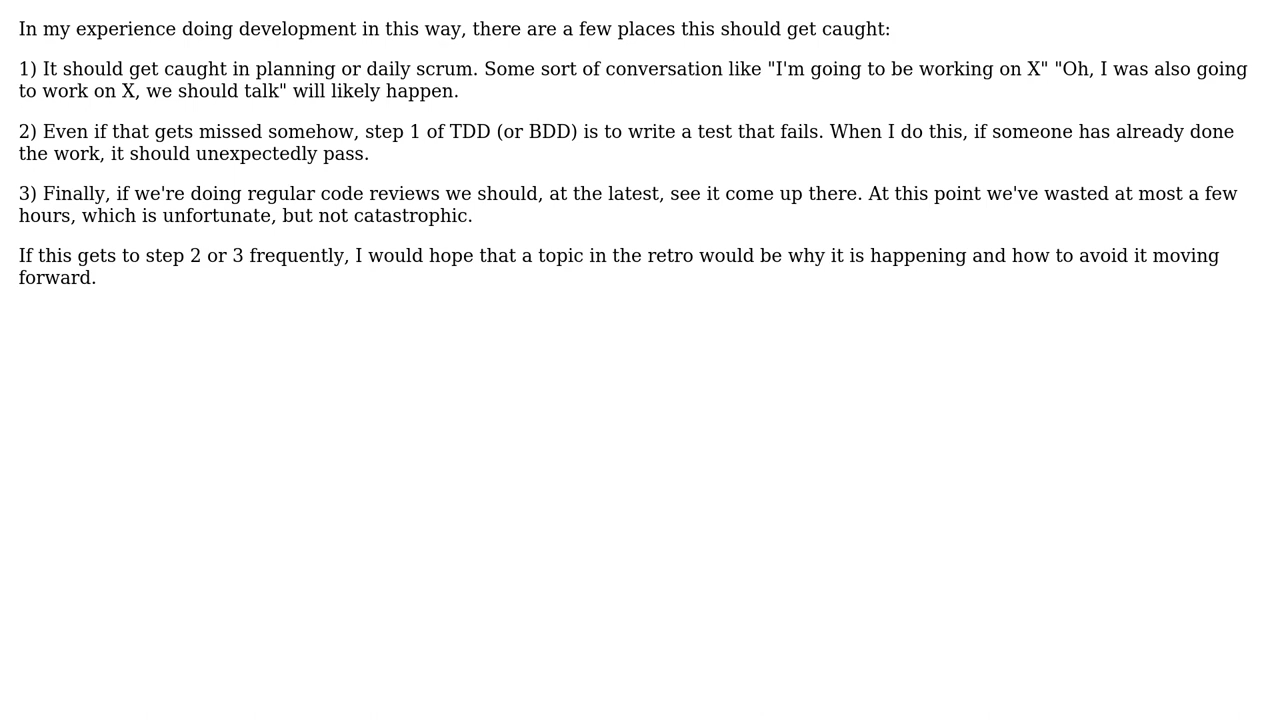 In my experience doing development in this way, there are a few places this should get caught:
1) It should get caught in planning or daily scrum. Some sort of conversation like "I'm going to be working on X" "Oh, I was also going
to work on X, we should talk" will likely happen.
2) Even if that gets missed somehow, step 1 of TDD (or BDD) is to write a test that fails. When I do this, if someone has already done
the work, it should unexpectedly pass.
3) Finally, if we're doing regular code reviews we should, at the latest, see it come up there. At this point we've wasted at most a few
hours, which is unfortunate, but not catastrophic.
If this gets to step 2 or 3 frequently, I would hope that a topic in the retro would be why it is happening and how to avoid it moving
forward.